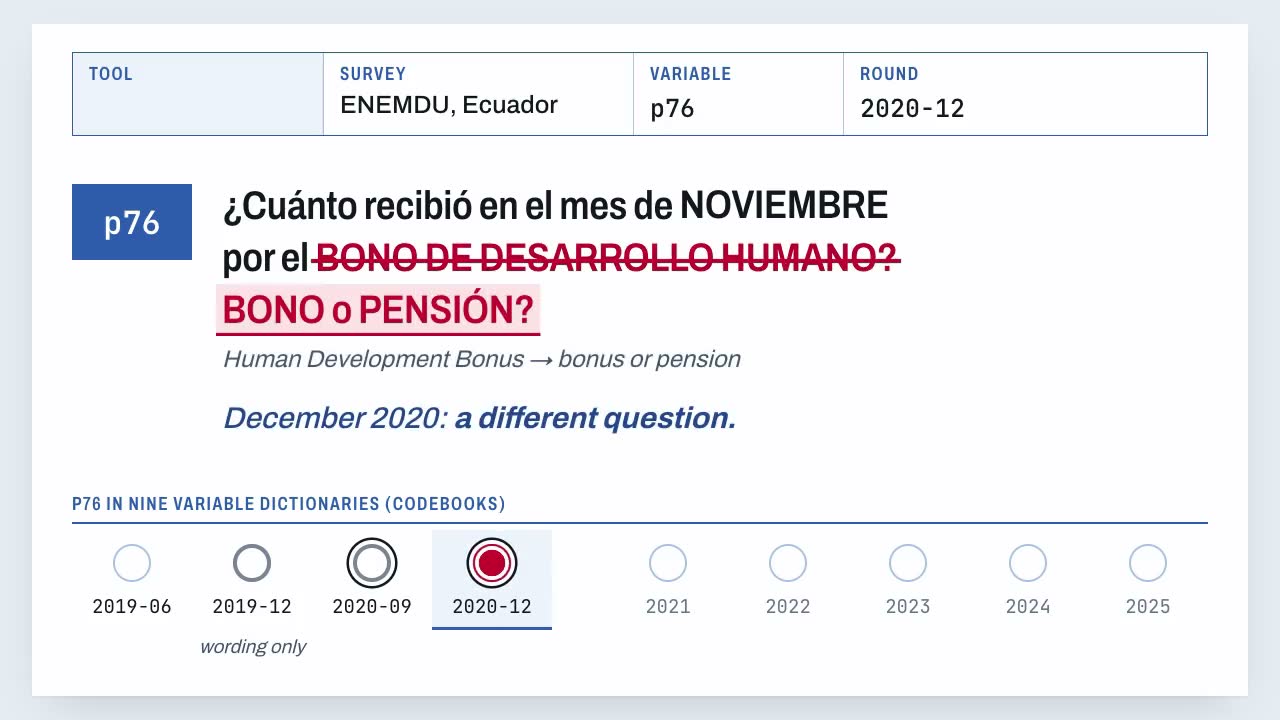 TOOL
SURVEY
ENEMDU, Ecuador
VARIABLE
p76
ROUND
2020-12
p76
¿Cuánto recibió en el mes de NOVIEMBRE
por el BONO DE DESARROLLO HUMANO?
BONO o PENSIÓN?
Human Development Bonus → bonus or pension
December 2020: a different question.
P76 IN NINE VARIABLE DICTIONARIES (CODEBOOKS)
2019-06
2019-12
2020-09
2020-12
2021
2022
2023
2024
2025
wording only